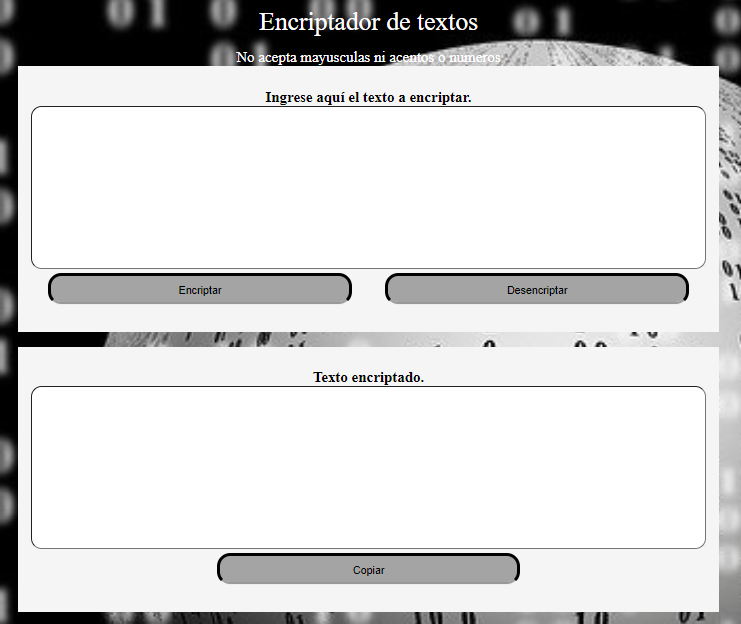 Encriptador de textos
No acepta mayusculas ni acentos o numeros
Ingrese aquí el texto a encriptar.
Encriptar
Desencriptar
Texto encriptado.
Copiar